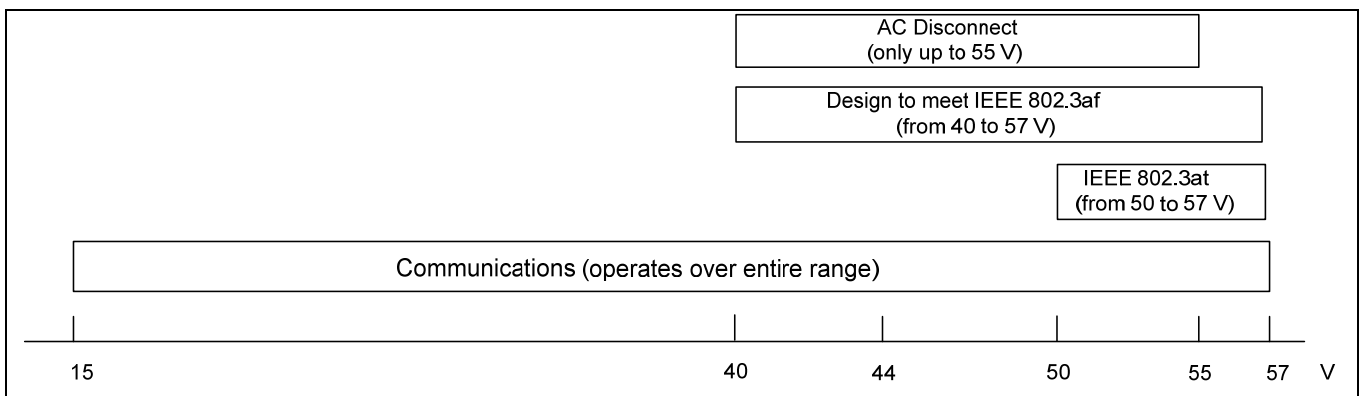 AC Disconnect
(only up to 55 V)
Design to meet IEEE 802.3af
(from 40 to 57 V)
IEEE 802.3at
(from 50 to 57 V)
Communications (operates over entire range)
15 40 44 50 55 57 V